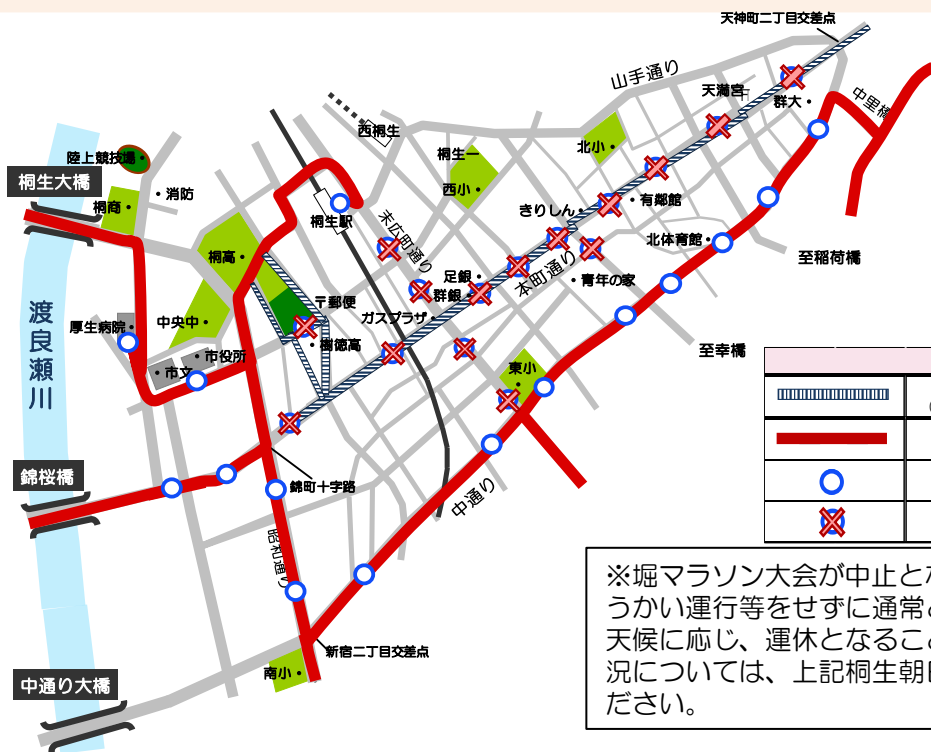 天神町二丁目交差点
山手通り
天満宮
群大
中里橋
西桐生
桐生一
北小
陸上競技場
桐生大橋
消防
桐商
西小
きりしん
有鄰館
桐生駅
末広町通り
北体育館
至稲荷橋
桐高
足銀
本町通り
群銀
青年の家
〒郵便
ガスプラザ
渡良瀬川
厚生病院
中央中
樹徳高
市役所
市文
東小
至幸橋
錦桜橋
錦町十字路
中通り
昭和通り
新宿二丁目交差点
南小
中通り大橋
※堀マラソン大会が中止とな
うかい運行等をせずに通常と
天候に応じ、運休となること
況については、上記桐生朝日
ださい。